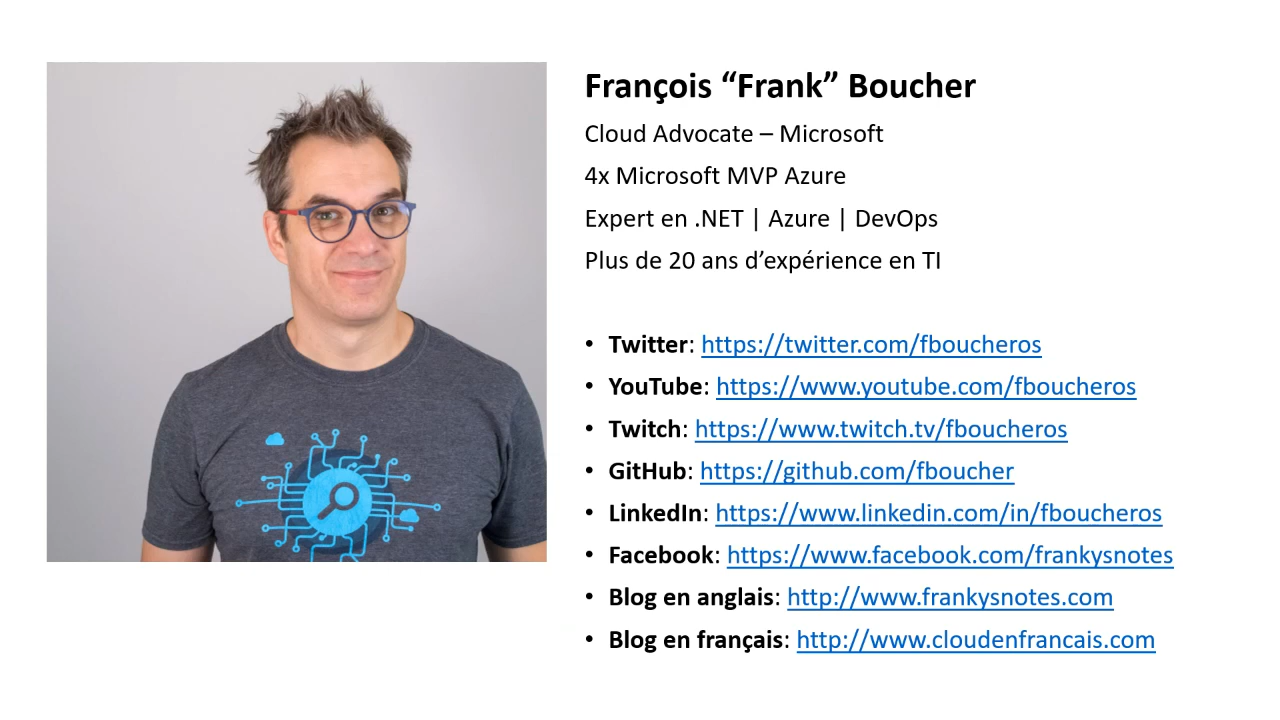 François “Frank” Boucher
Cloud Advocate – Microsoft
4x Microsoft MVP Azure
Expert en .NET | Azure | DevOps
Plus de 20 ans d’expérience en TI
• Twitter: https://twitter.com/fboucheros
• YouTube: https://www.youtube.com/fboucheros
• Twitch: https://www.twitch.tv/fboucheros
• GitHub: https://github.com/fboucher
• LinkedIn: https://www.linkedin.com/in/fboucheros
• Facebook: https://www.facebook.com/frankysnotes
• Blog en anglais: http://www.frankysnotes.com
• Blog en français: http://www.cloudenfrancais.com